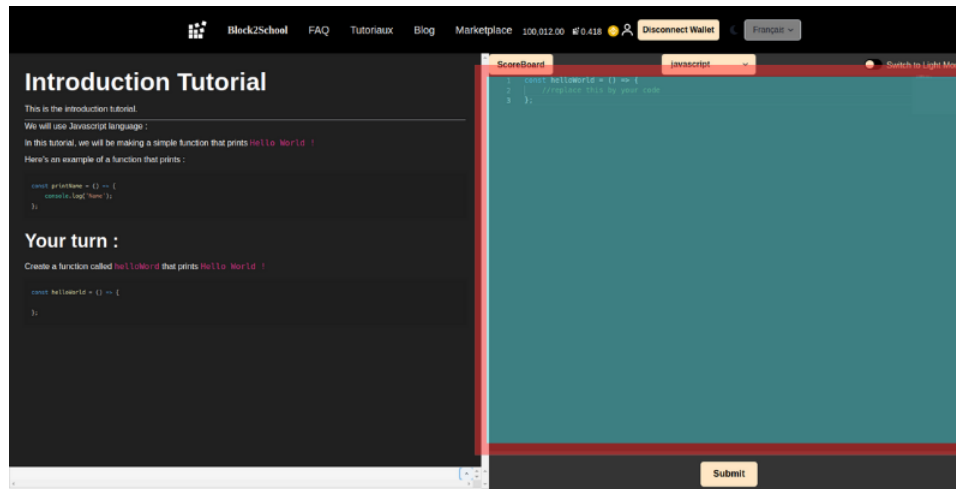 Block2School FAQ Tutoriaux Blog Marketplace 100,012.00 0.418 Disconnect Wallet Français
Introduction Tutorial
This is the introduction tutorial.
We will use Javascript language :
In this tutorial, we will be making a simple function that prints Hello World !
Here's an example of a function that prints :
const printName = () => {
console.log('Name');
};
Your turn :
Create a function called helloWord that prints Hello World !
const helloWorld = () => {
};
ScoreBoard javascript Switch to Light Mo
1 const helloWorld = () => {
2 //replace this by your code
3 };
Submit